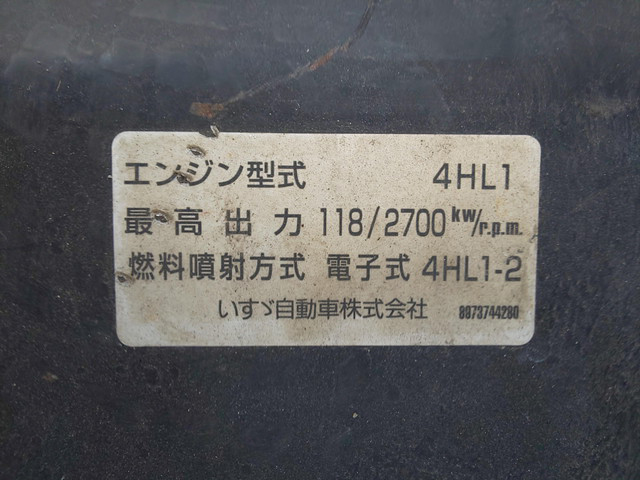 エンジン型式 4HL1
最高出力 118/2700 kw/r.p.m.
燃料噴射方式 電子式 4HL1-2
いすゞ自動車株式会社 8973744280